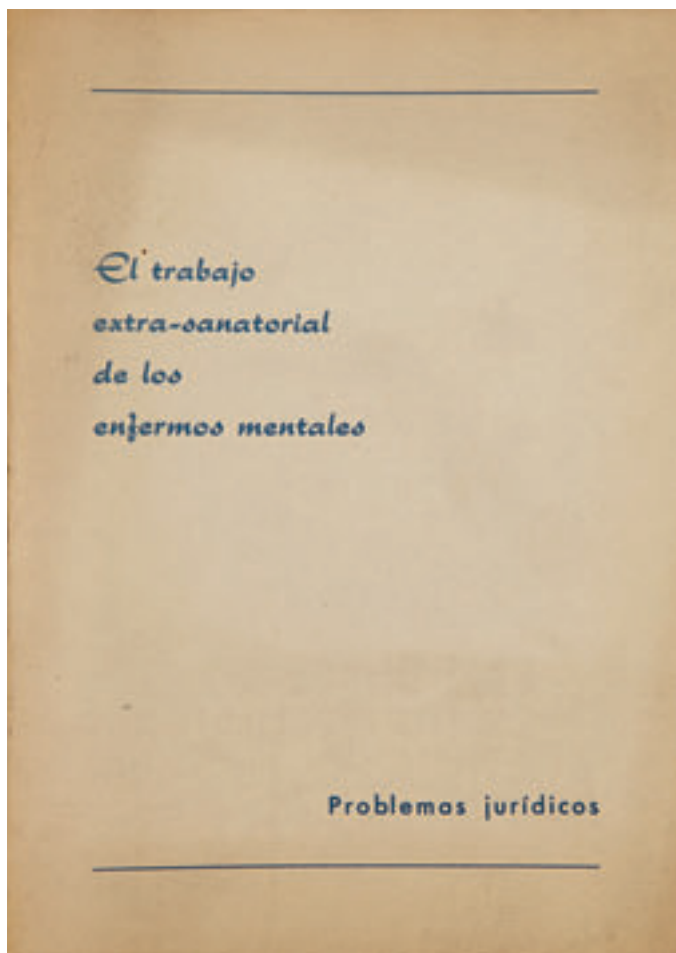 El trabajo
extra-sanatorial
de los
enfermos mentales
Problemas jurídicos